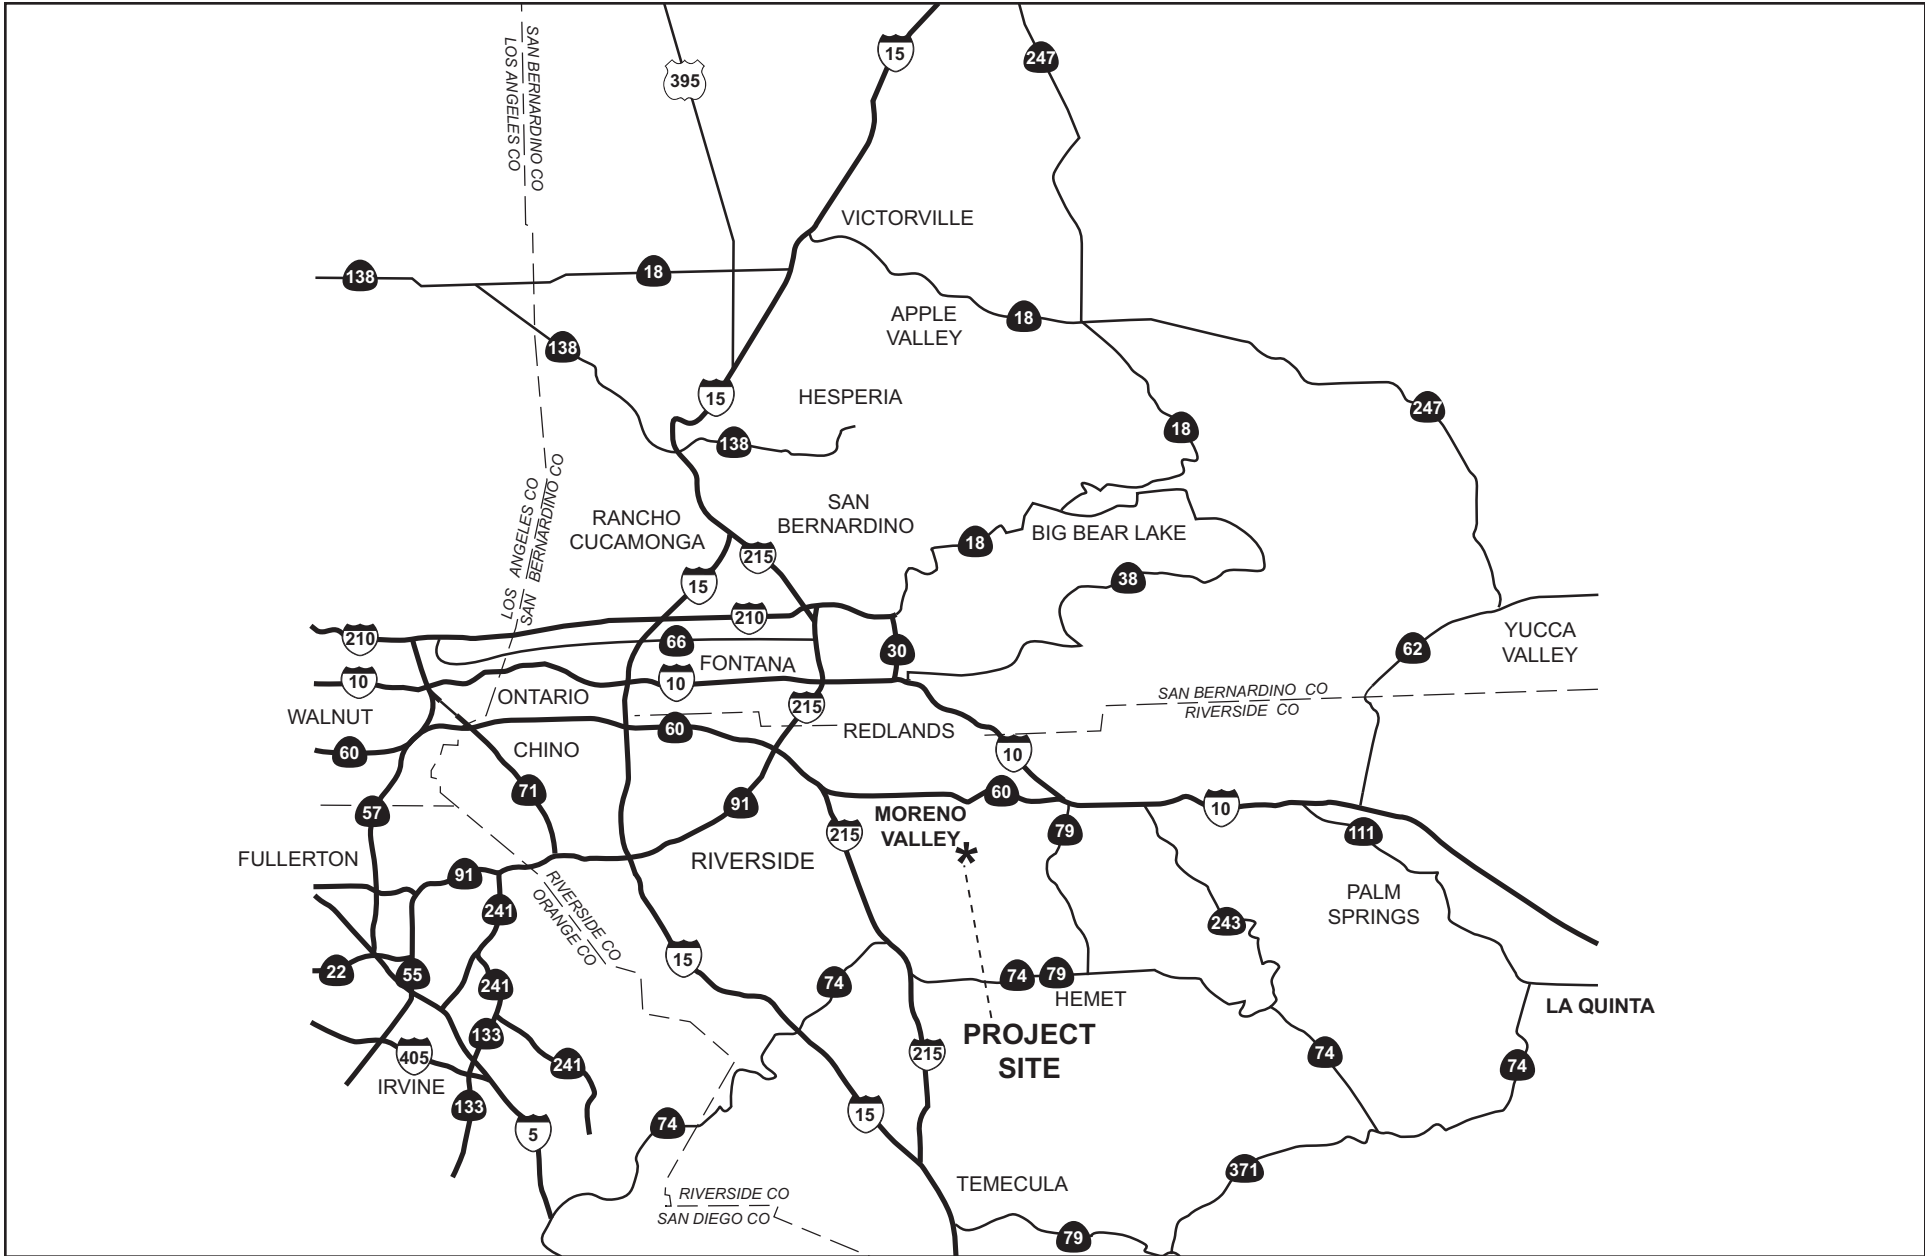 15
247
395
SAN BERNARDINO CO
LOS ANGELES CO
VICTORVILLE
138
18
APPLE
VALLEY
18
138
15
HESPERIA
247
18
138
LOS ANGELES CO
SAN BERNARDINO CO
RANCHO
CUCAMONGA
SAN
BERNARDINO
18
BIG BEAR LAKE
215
15
38
210
210
66
30
62
YUCCA
VALLEY
FONTANA
10
10
ONTARIO
SAN BERNARDINO CO
RIVERSIDE CO
WALNUT
215
60
REDLANDS
60
CHINO
10
71
60
10
57
91
MORENO
VALLEY
*
215
79
111
FULLERTON
RIVERSIDE
91
RIVERSIDE CO
ORANGE CO
PALM
SPRINGS
241
243
15
22
55
241
74
74
79
HEMET
LA QUINTA
133
PROJECT
SITE
405
241
215
74
74
IRVINE
133
15
74
5
371
TEMECULA
RIVERSIDE CO
SAN DIEGO CO
79